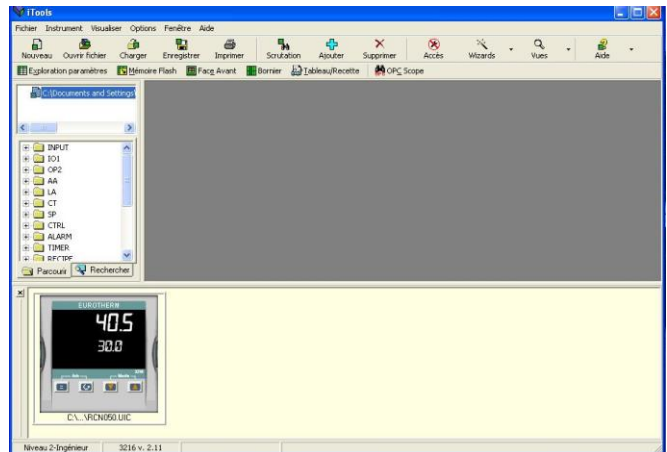 iTools
Fichier Instrument Visualiser Options Fenêtre Aide
Nouveau Ouvrir fichier Charger Enregistrer Imprimer Scrutation Ajouter Supprimer Accès Wizards Vues Aide
Exploration paramètres Mémoire Flash Face Avant Bornier Tableau/Recette OPC Scope
C:\Documents and Settings\
INPUT
IO1
OP2
AA
LA
CT
SP
CTRL
ALARM
TIMER
RECIPE
Parcourir Rechercher
EUROTHERM
40.5
30.0
C:\...\RCN050.UIC
Niveau 2-Ingénieur 3216 v. 2.11